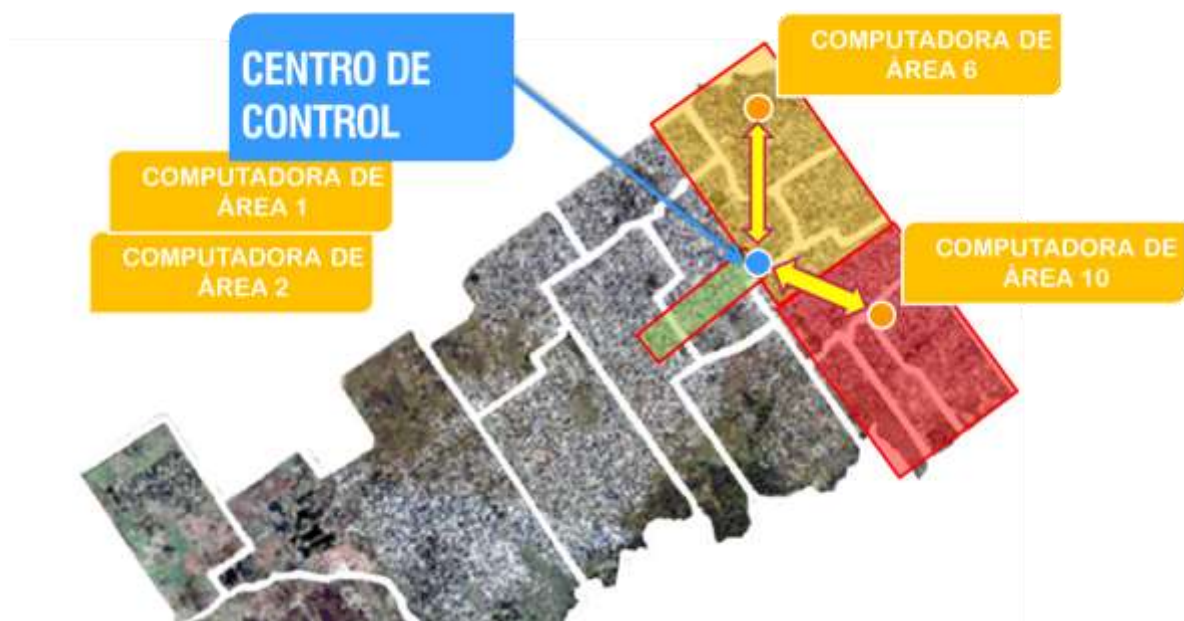 CENTRO DE
CONTROL
COMPUTADORA DE
ÁREA 6
COMPUTADORA DE
ÁREA 1
COMPUTADORA DE
ÁREA 2
COMPUTADORA DE
ÁREA 10